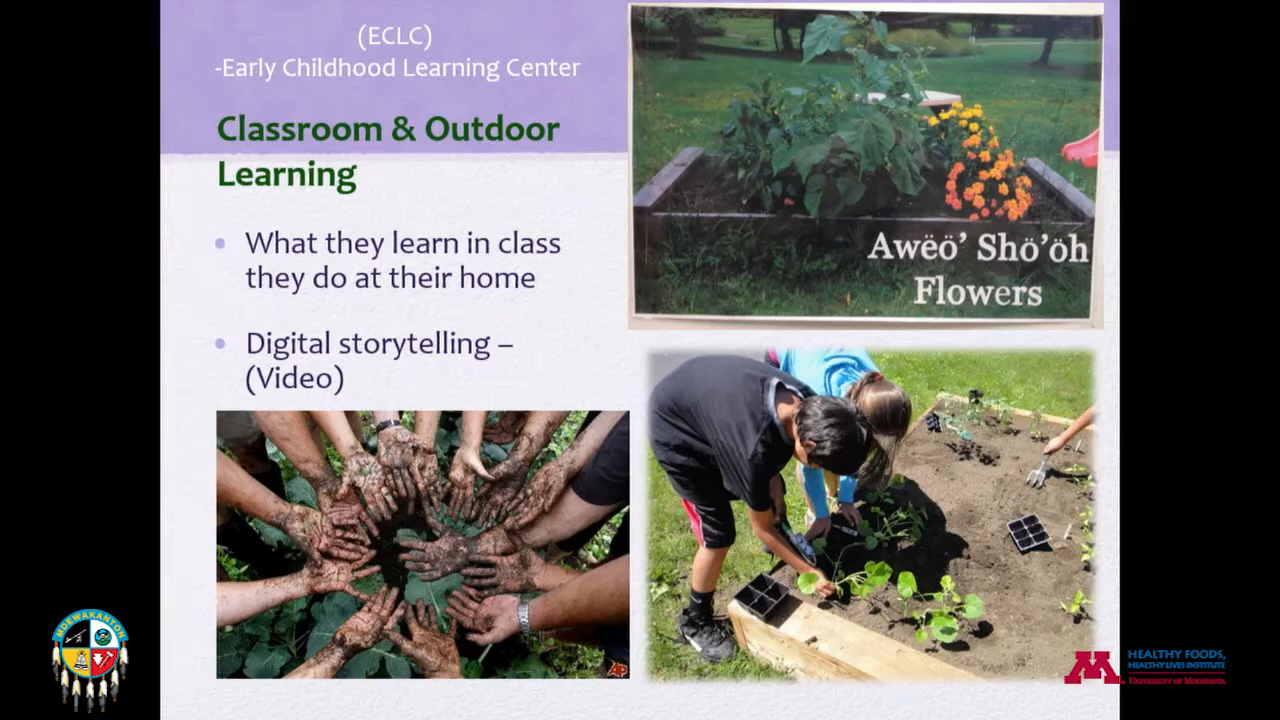 (ECLC)
-Early Childhood Learning Center
Classroom & Outdoor
Learning
• What they learn in class
they do at their home
• Digital storytelling –
(Video)
Awëö’ Shö’öh
Flowers
MDEWAKANTON
M
HEALTHY FOODS,
HEALTHY LIVES INSTITUTE
UNIVERSITY OF MINNESOTA